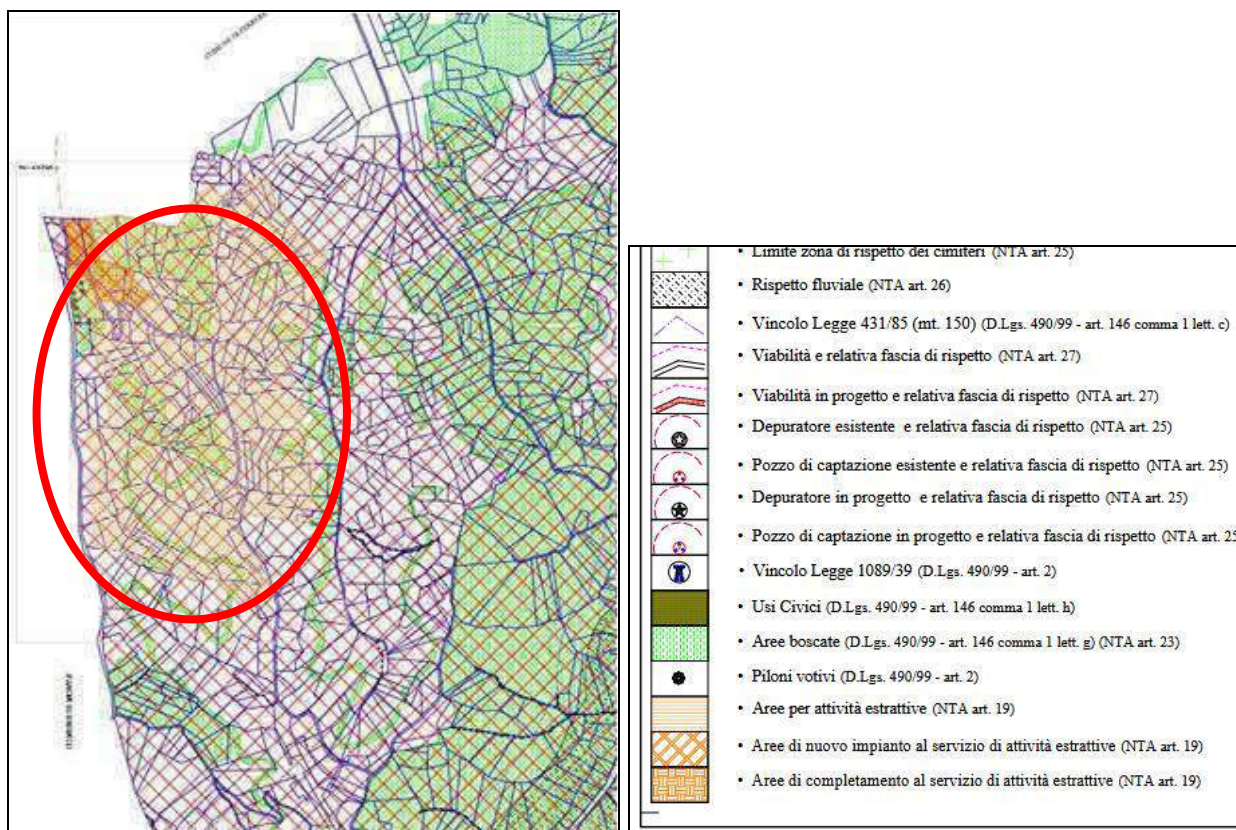 • Limite zona di rispetto dei cimiteri (NTA art. 25)
• Rispetto fluviale (NTA art. 26)
• Vincolo Legge 431/85 (mt. 150) (D.Lgs. 490/99 - art. 146 comma 1 lett. c)
• Viabilità e relativa fascia di rispetto (NTA art. 27)
• Viabilità in progetto e relativa fascia di rispetto (NTA art. 27)
• Depuratore esistente e relativa fascia di rispetto (NTA art. 25)
• Pozzo di captazione esistente e relativa fascia di rispetto (NTA art. 25)
• Depuratore in progetto e relativa fascia di rispetto (NTA art. 25)
• Pozzo di captazione in progetto e relativa fascia di rispetto (NTA art. 25
• Vincolo Legge 1089/39 (D.Lgs. 490/99 - art. 2)
• Usi Civici (D.Lgs. 490/99 - art. 146 comma 1 lett. h)
• Aree boscate (D.Lgs. 490/99 - art. 146 comma 1 lett. g) (NTA art. 23)
• Piloni votivi (D.Lgs. 490/99 - art. 2)
• Aree per attività estrattive (NTA art. 19)
• Aree di nuovo impianto al servizio di attività estrattive (NTA art. 19)
• Aree di completamento al servizio di attività estrattive (NTA art. 19)